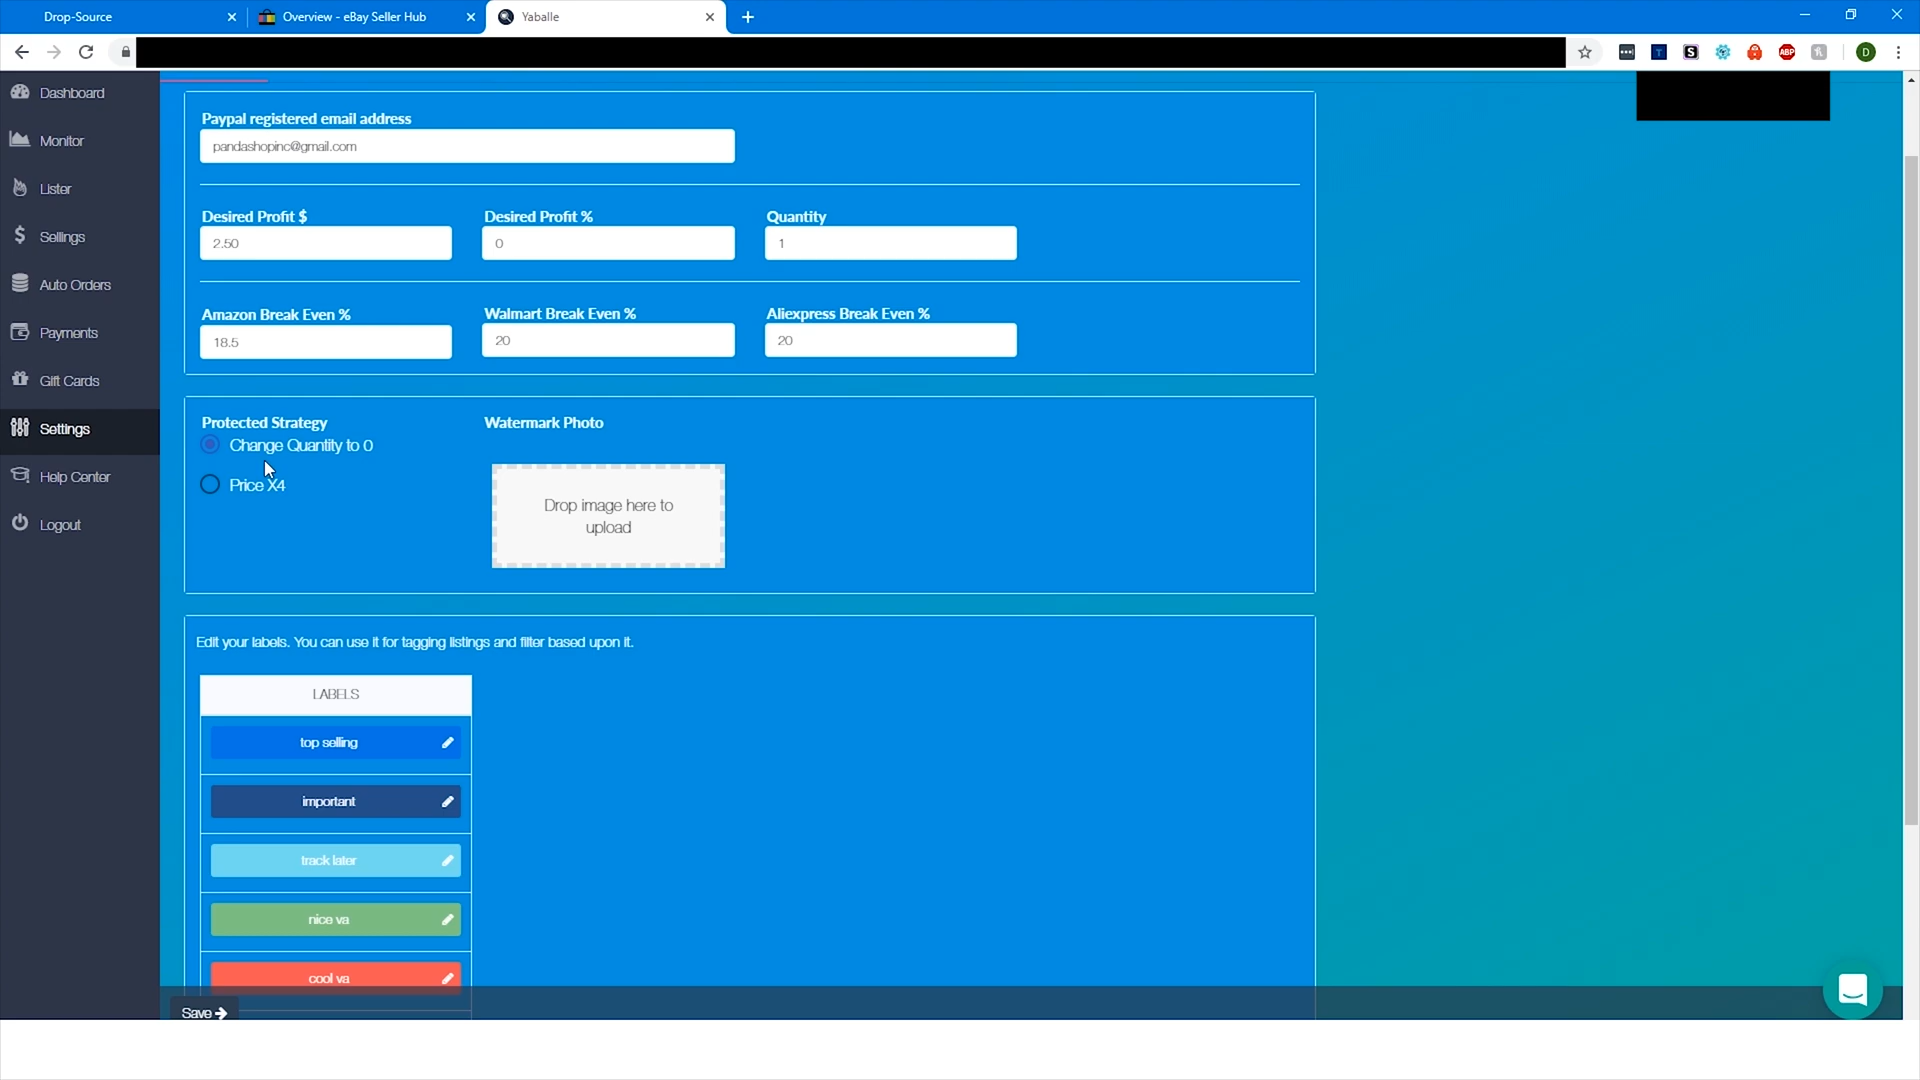 Drop-Source
Overview - eBay Seller Hub
Yaballe
D
ABP
T
S
Dashboard
Monitor
Lister
Sellings
Auto Orders
Payments
Gift Cards
Settings
Help Center
Logout
Paypal registered email address
pandashopinc@gmail.com
Desired Profit $
Desired Profit %
Quantity
2.50
0
1
Amazon Break Even %
Walmart Break Even %
Aliexpress Break Even %
18.5
20
20
Protected Strategy
Watermark Photo
Change Quantity to 0
Price X4
Drop image here to
upload
Edit your labels. You can use it for tagging listings and filter based upon it.
LABELS
top selling
important
track later
nice va
cool va
Save